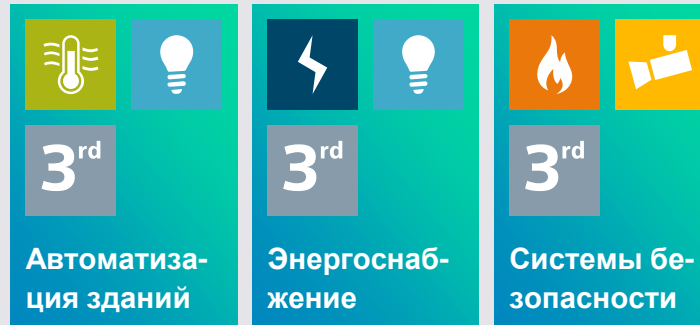 3rd
Автоматиза-
ция зданий
3rd
Энергоснаб-
жение
3rd
Системы бе-
зопасности